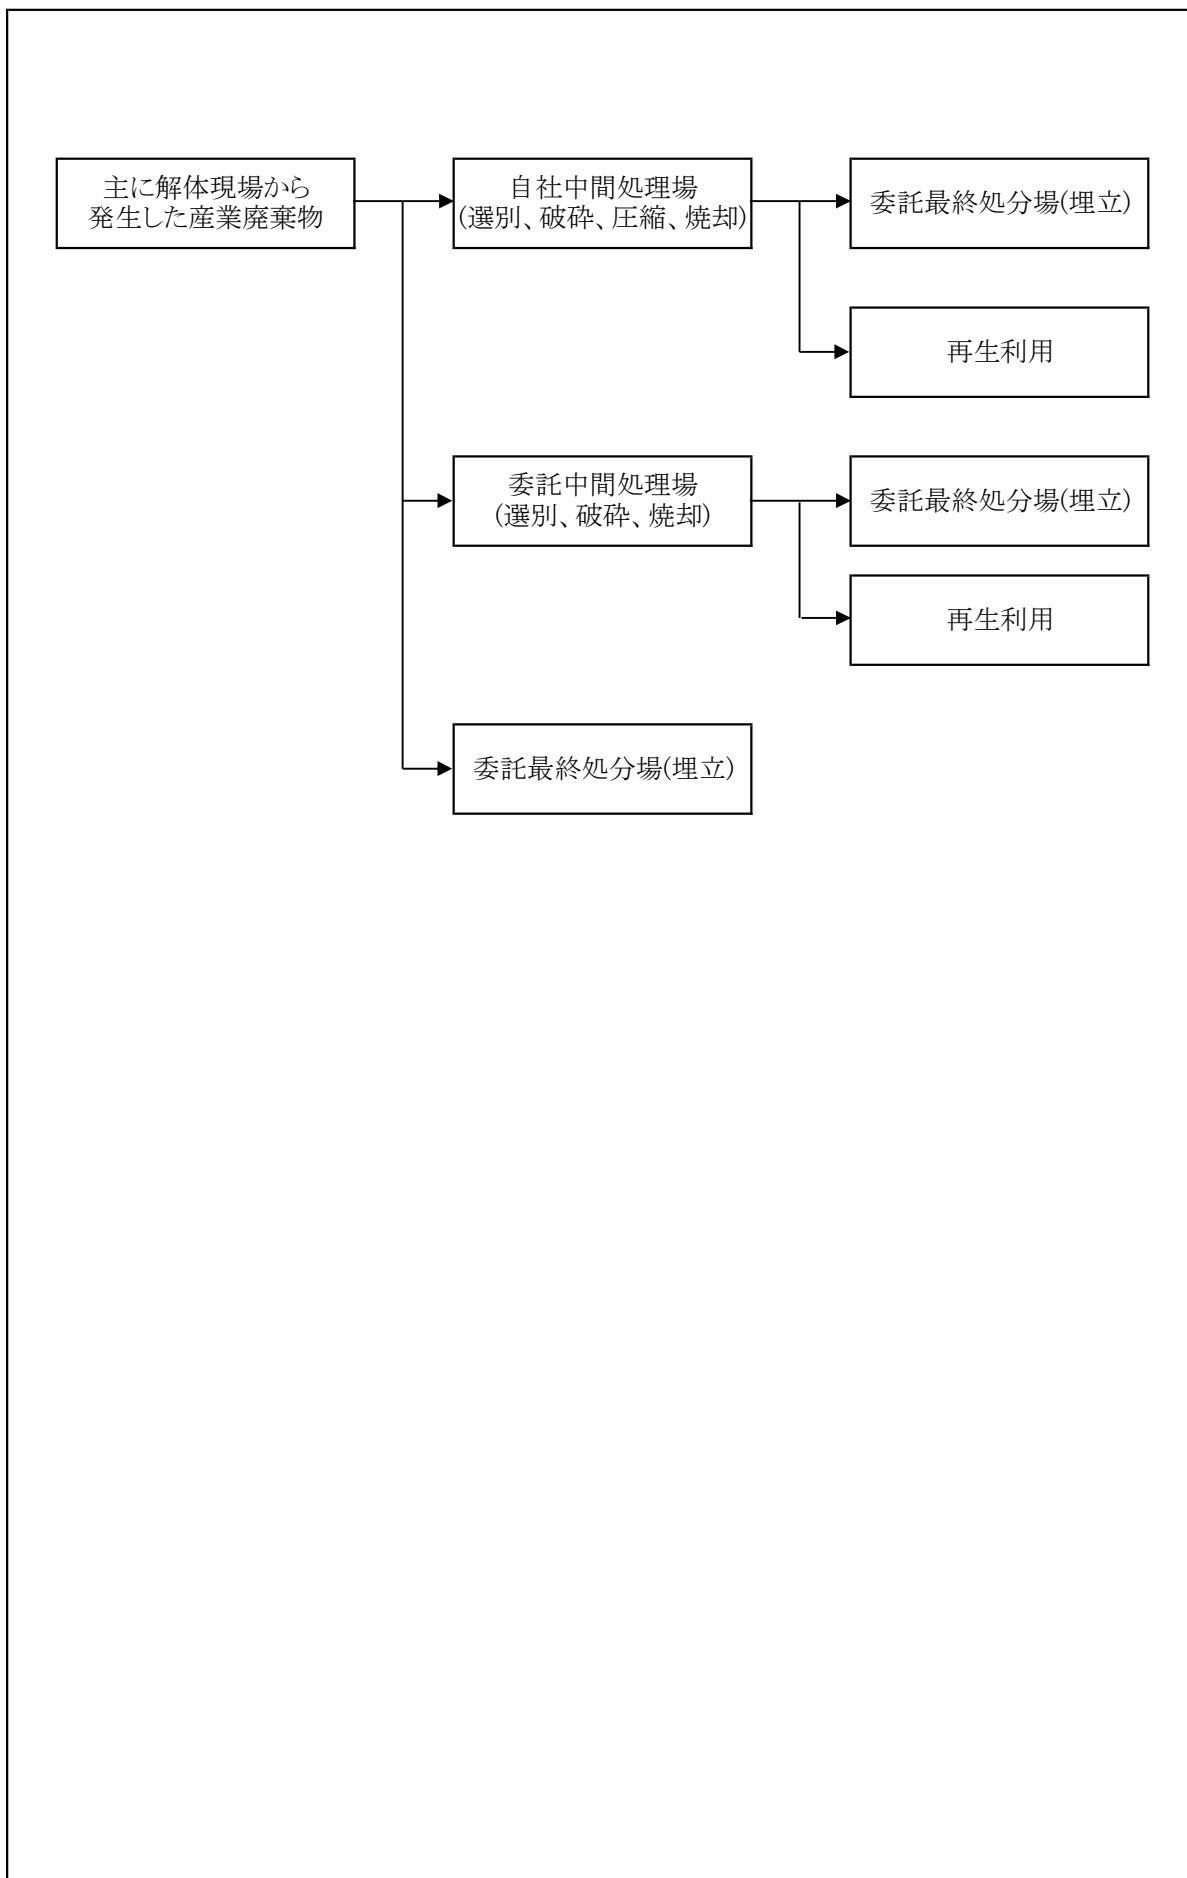 主に解体現場から
発生した産業廃棄物
自社中間処理場
(選別、破砕、圧縮、焼却)
委託最終処分場(埋立)
再生利用
委託中間処理場
(選別、破砕、焼却)
委託最終処分場(埋立)
再生利用
委託最終処分場(埋立)